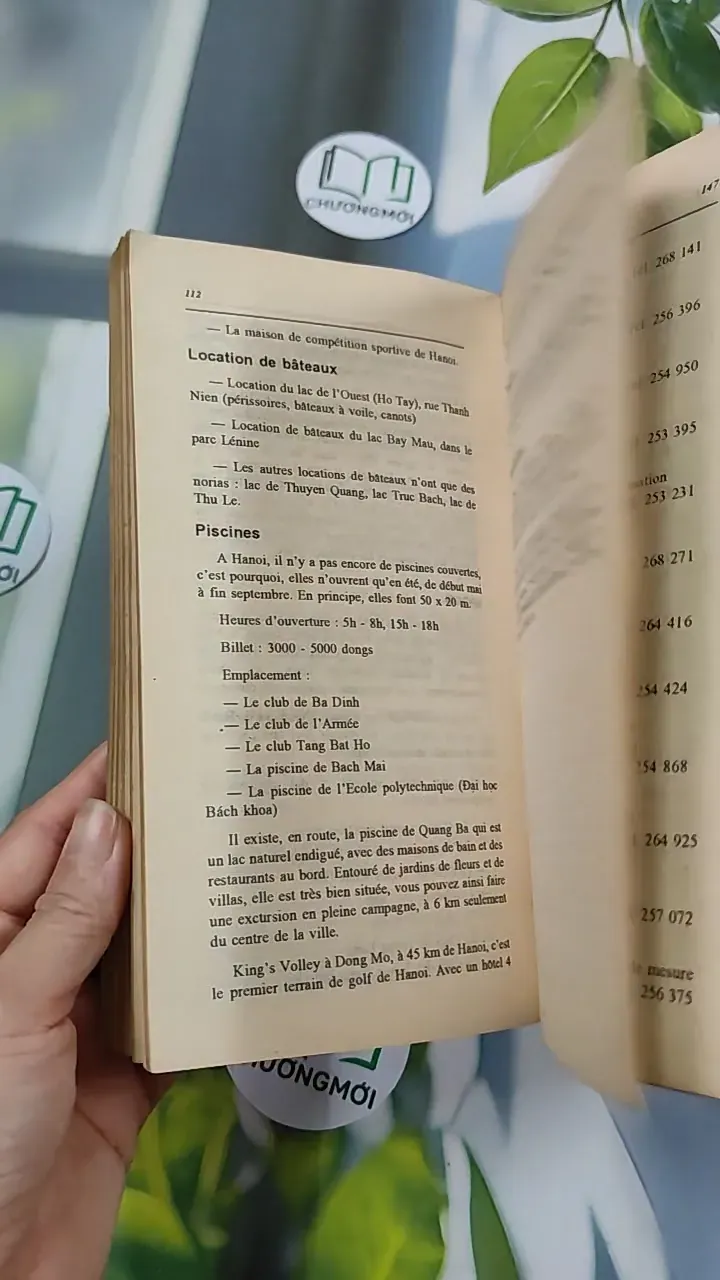 CHƯƠNGMỚI
112
— La maison de compétition sportive de Hanoi.
Location de bâteaux
— Location du lac de l'Ouest (Ho Tay), rue Thanh
Nien (périssoires, bâteaux à voile, canots)
— Location de bâteaux du lac Bay Mau, dans le
parc Lénine
— Les autres locations de bâteaux n'ont que des
norias : lac de Thuyen Quang, lac Truc Bach, lac de
Thu Le.
Piscines
A Hanoi, il n'y a pas encore de piscines couvertes,
c'est pourquoi, elles n'ouvrent qu'en été, de début mai
à fin septembre. En principe, elles font 50 x 20 m.
Heures d'ouverture : 5h - 8h, 15h - 18h
Billet : 3000 - 5000 dongs
Emplacement :
— Le club de Ba Dinh
— Le club de l'Armée
— Le club Tang Bat Ho
— La piscine de Bach Mai
— La piscine de l'Ecole polytechnique (Đại học
Bách khoa)
Il existe, en route, la piscine de Quang Ba qui est
un lac naturel endigué, avec des maisons de bain et des
restaurants au bord. Entouré de jardins de fleurs et de
villas, elle est très bien située, vous pouvez ainsi faire
une excursion en pleine campagne, à 6 km seulement
du centre de la ville.
King's Volley à Dong Mo, à 45 km de Hanoi, c'est
le premier terrain de golf de Hanoi. Avec un hôtel 4
147
268 141
256 396
254 950
253 395
253 231
268 271
264 416
254 424
254 868
264 925
257 072
mesure
256 375
CHƯƠNGMỚI